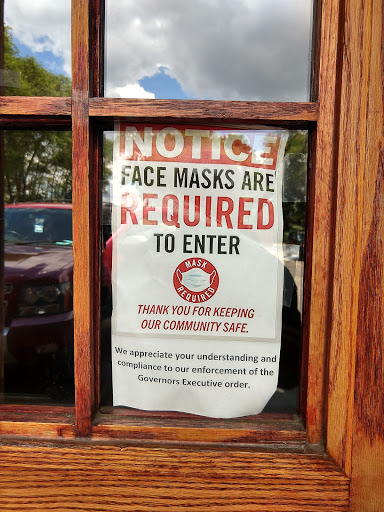 NOTICE
FACE MASKS ARE
REQUIRED
TO ENTER
MASK
REQUIRED
THANK YOU FOR KEEPING
OUR COMMUNITY SAFE.
We appreciate your understanding and
compliance to our enforcement of the
Governors Executive order.